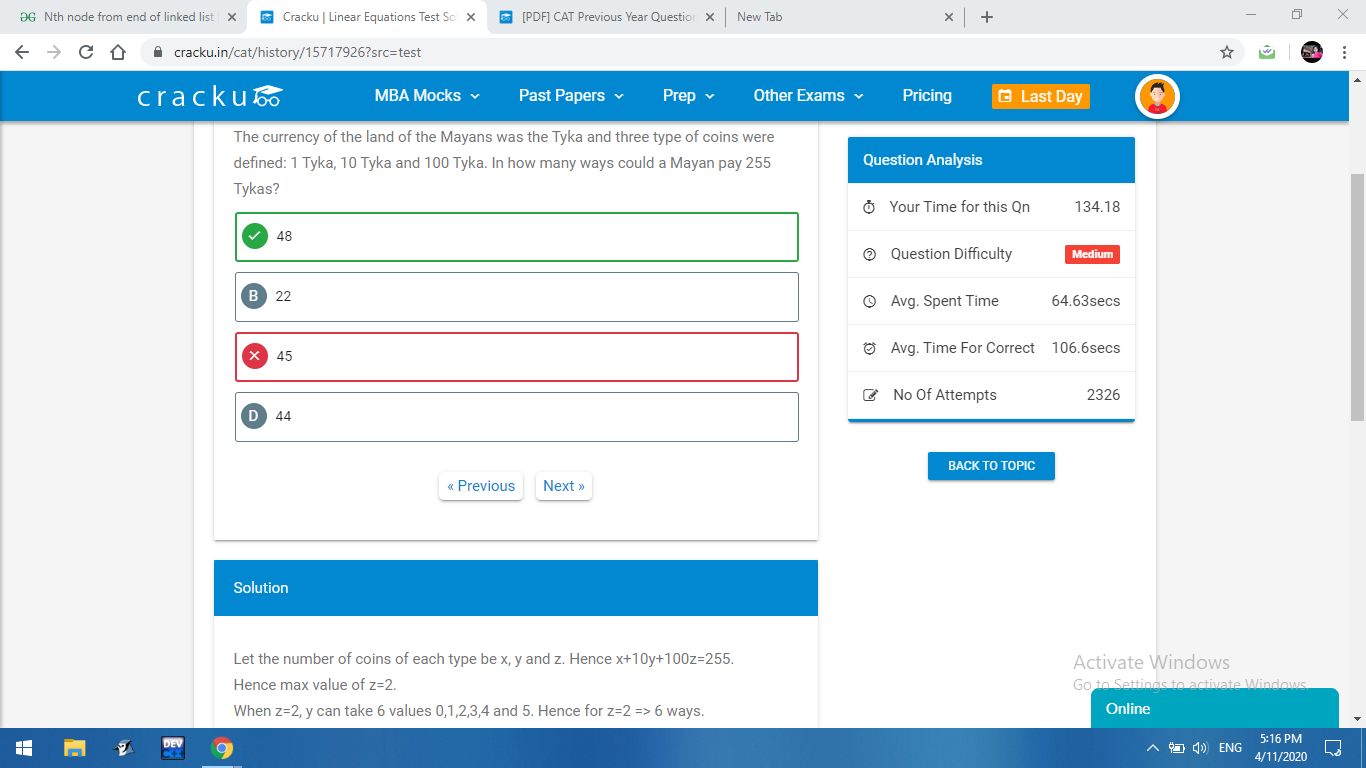 Nth node from end of linked list
Cracku | Linear Equations Test So
[PDF] CAT Previous Year Question
New Tab
cracku.in/cat/history/15717926?src=test
cracku
MBA Mocks
Past Papers
Prep
Other Exams
Pricing
Last Day
The currency of the land of the Mayans was the Tyka and three type of coins were
defined: 1 Tyka, 10 Tyka and 100 Tyka. In how many ways could a Mayan pay 255
Tykas?
48
B 22
45
D 44
« Previous Next »
Question Analysis
Your Time for this Qn 134.18
Question Difficulty Medium
Avg. Spent Time 64.63secs
Avg. Time For Correct 106.6secs
No Of Attempts 2326
BACK TO TOPIC
Solution
Let the number of coins of each type be x, y and z. Hence x+10y+100z=255.
Hence max value of z=2.
When z=2, y can take 6 values 0,1,2,3,4 and 5. Hence for z=2 => 6 ways.
Activate Windows
Go to Settings to activate Windows.
Online
DEV
ENG
5:16 PM
4/11/2020